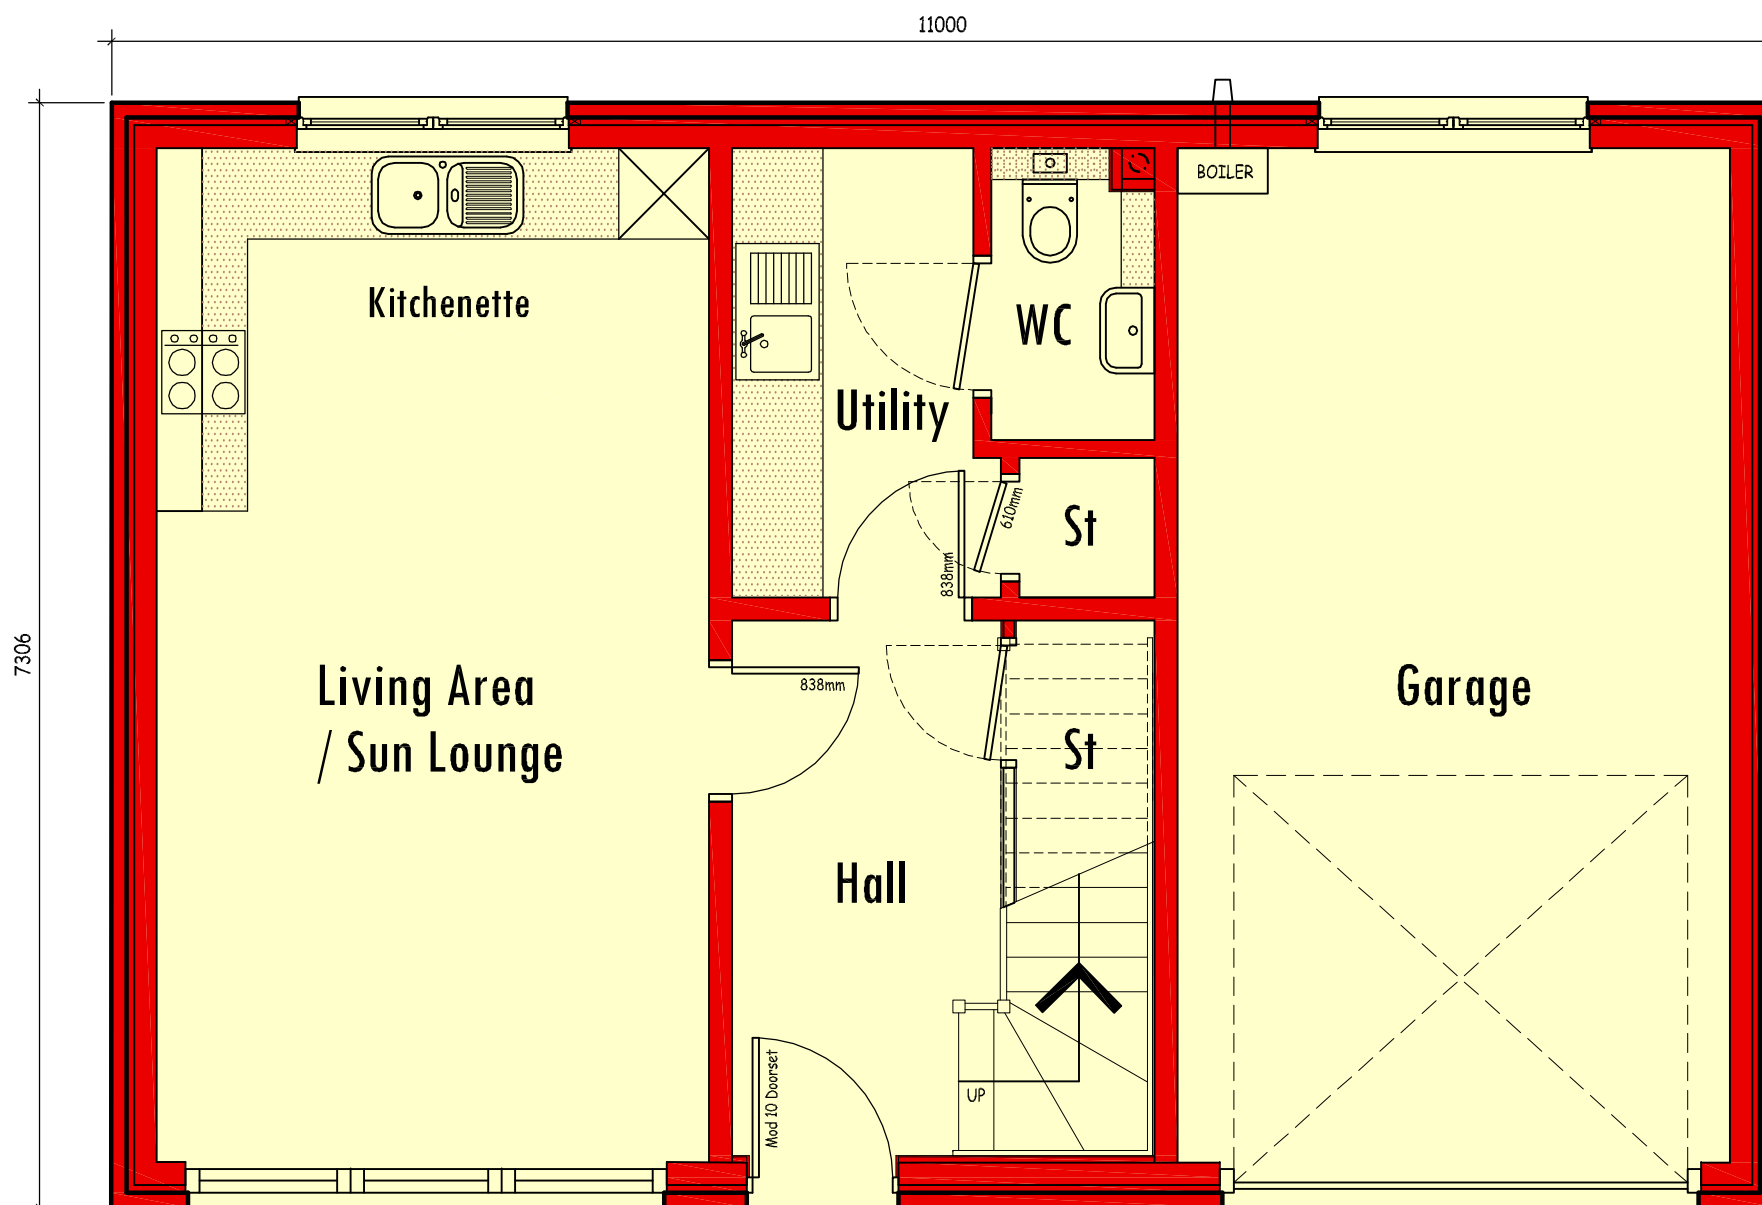 11000
BOILER
Kitchenette
WC
Utility
610mm
St
838mm
7306
Living Area
/ Sun Lounge
838mm
Garage
St
Hall
Mod 10 Doorset
UP